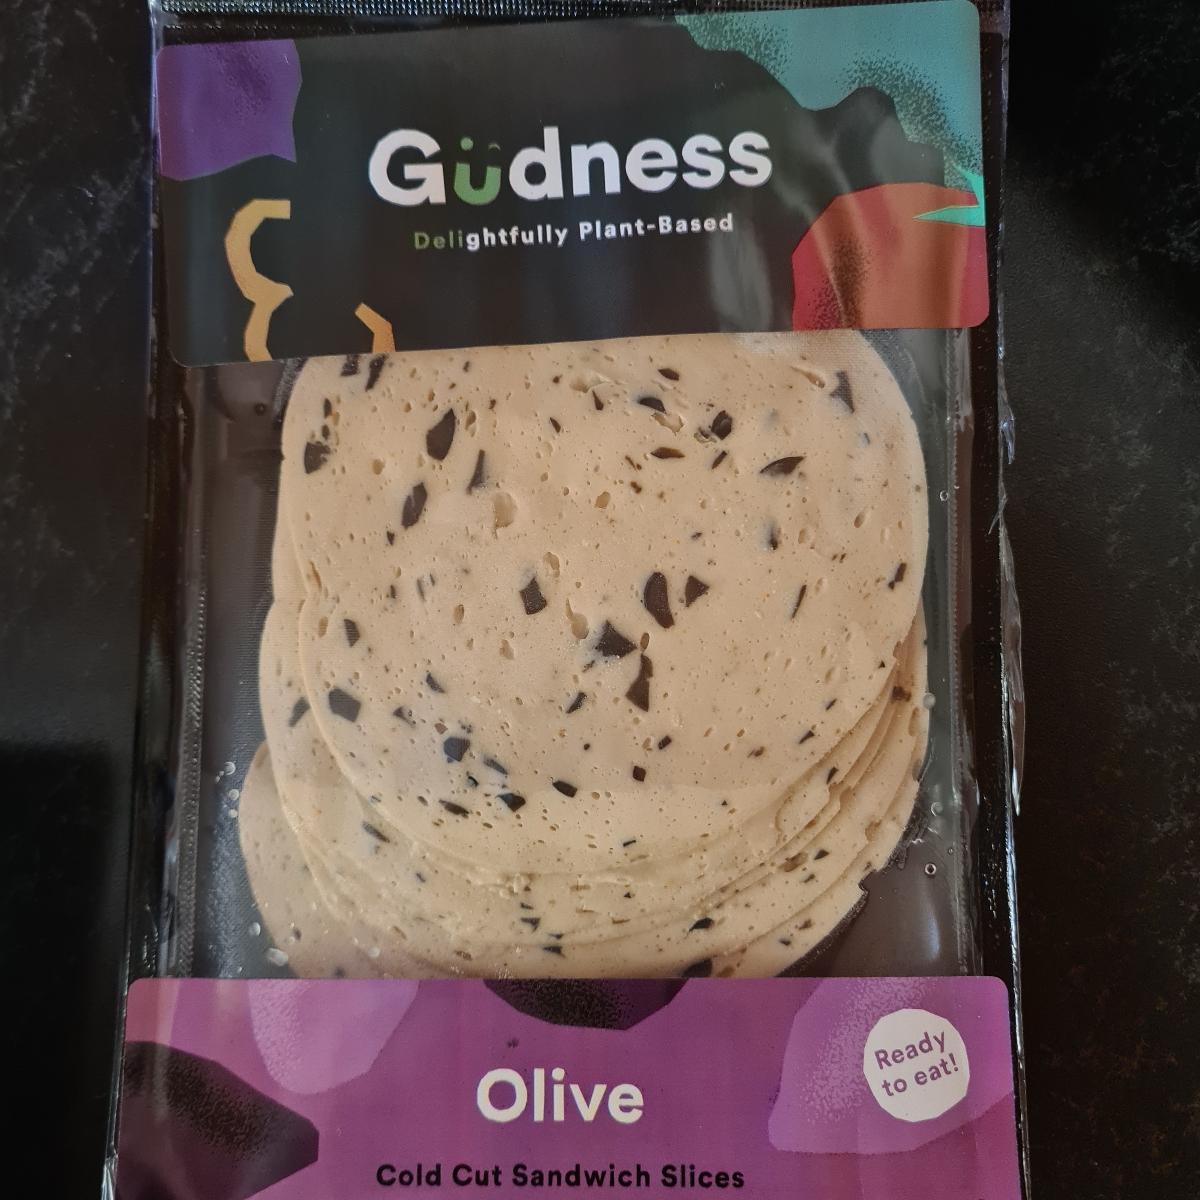 Güdness
Delightfully Plant-Based
Olive
Ready
to eat!
Cold Cut Sandwich Slices